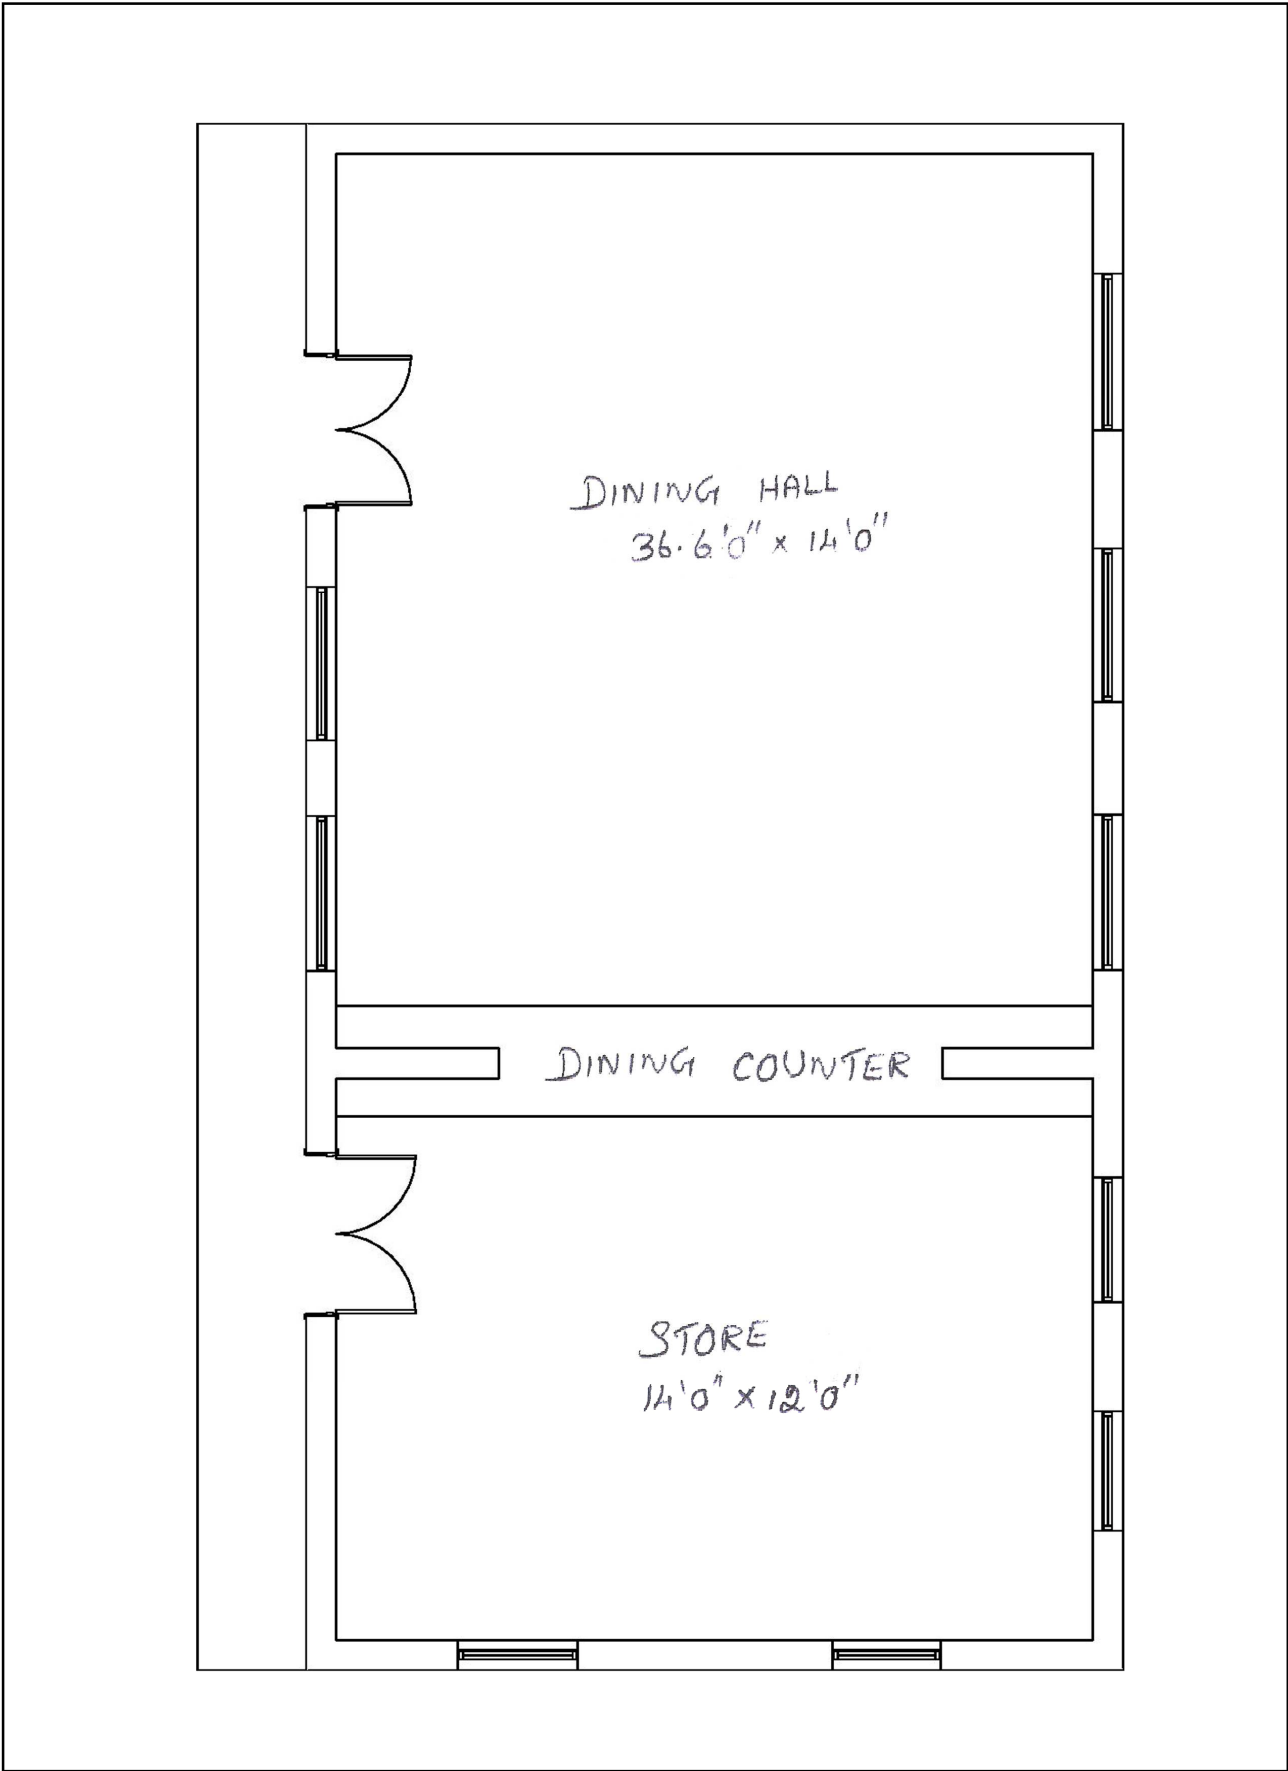 DINING HALL
36.6'0" x 14'0"
DINING COUNTER
STORE
14'0" x 12'0"